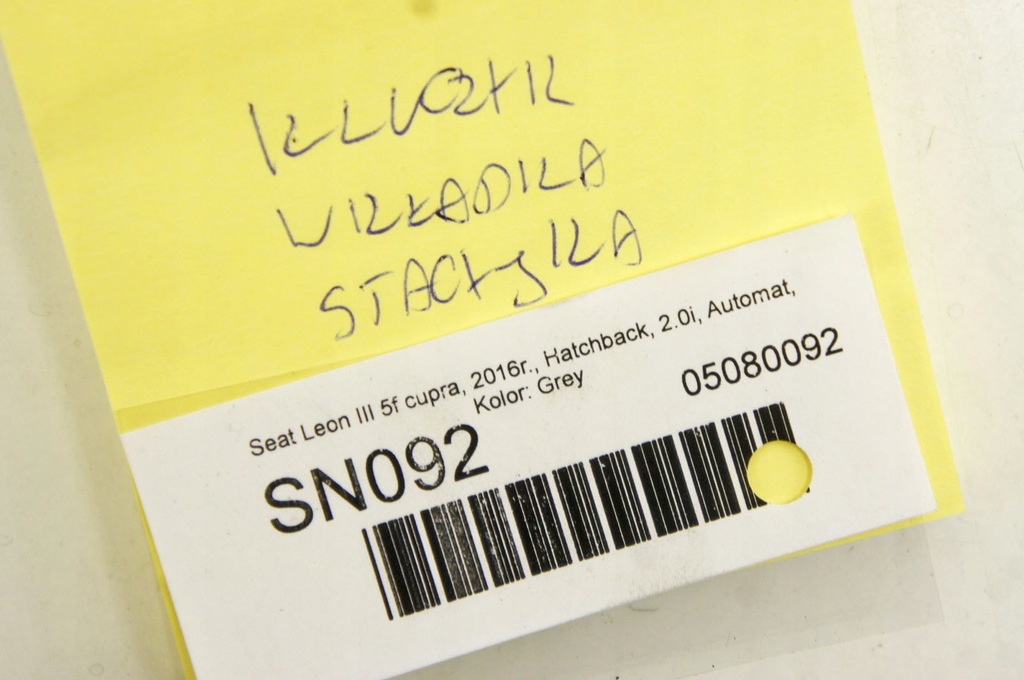 KLUCZYK
WKŁADKA
STACYJKA
Seat Leon III 5f cupra, 2016r., Hatchback, 2.0i, Automat,
Kolor: Grey
05080092
SN092